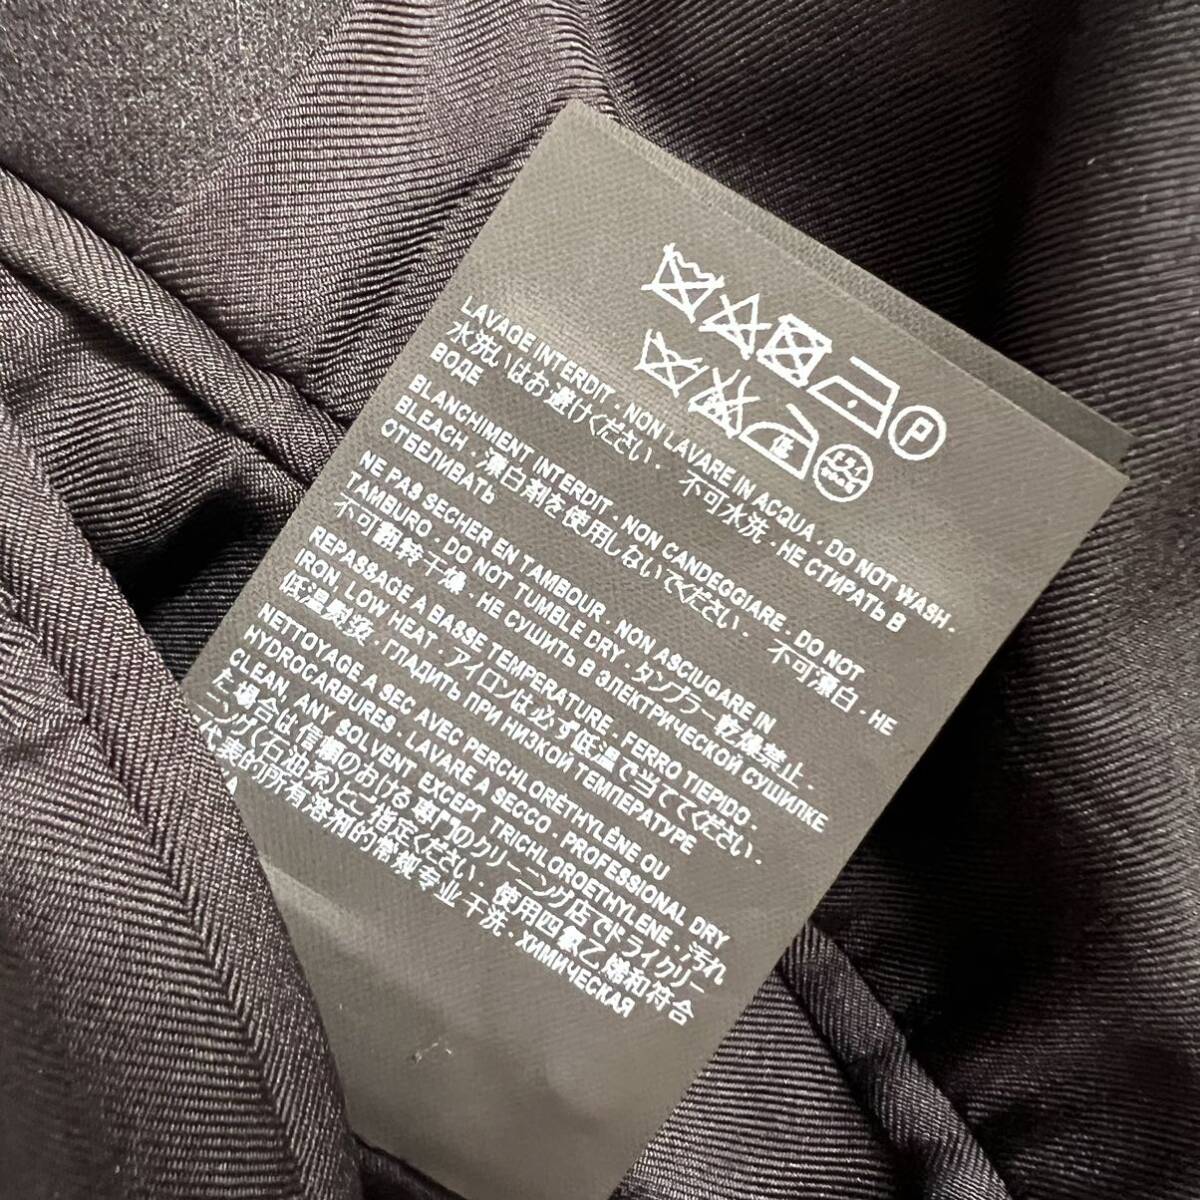 P
低
ドライ
LAVAGE INTERDIT . NON LAVARE IN ACQUA . DO NOT WASH .
水洗いはお避けください . 不可水洗 . НЕ СТИРАТЬ В
ВОДЕ
BLANCHIMENT INTERDIT . NON CANDEGGIARE . DO NOT
BLEACH . 漂白剤を使用しないでください . 不可漂白 . НЕ
ОТБЕЛИВАТЬ
NE PAS SECHER EN TAMBOUR . NON ASCIUGARE IN
TAMBURO . DO NOT TUMBLE DRY . タンブラー乾燥禁止 .
不可翻转干燥 . НЕ СУШИТЬ В ЭЛЕКТРИЧЕСКОЙ СУШИЛКЕ
REPASSAGE A BASSE TEMPERATURE . FERRO TIEPIDO .
IRON, LOW HEAT . アイロンは必ず低温で当ててください .
低温熨烫 . ГЛАДИТЬ ПРИ НИЗКОЙ ТЕМПЕРАТУРЕ
NETTOYAGE A SEC AVEC PERCHLORETHYLÈNE OU
HYDROCARBURES . LAVARE A SECCO . PROFESSIONAL DRY
CLEAN, ANY SOLVENT EXCEPT TRICHLOROETHYLENE . 汚れ
た場合は信頼のおける専門のクリーニング店でドライクリー
ニング(石油系)とご指定ください . 使用四氯乙烯和符合
代表的所有溶剂的常规专业干洗 . ХИМИЧЕСКАЯ